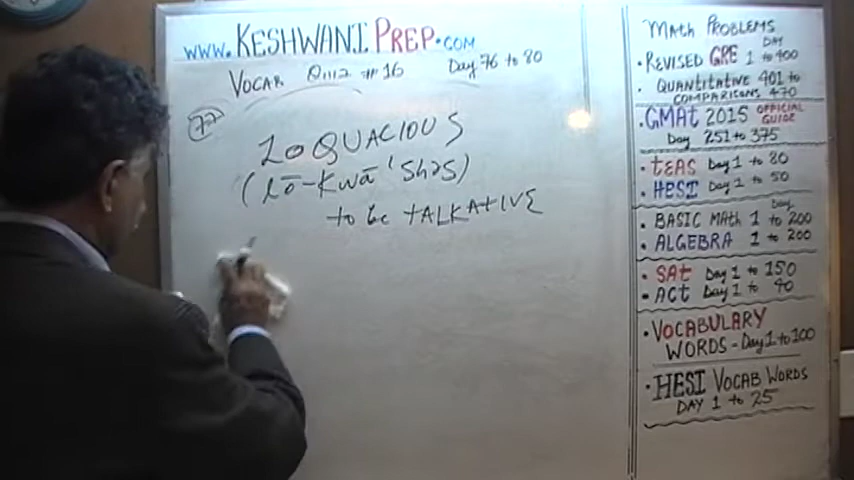 www.KESHWANIPREP.COM
VOCAB QUIZ #16 Day 76 to 80
77
LOQUACIOUS
(lō-Kwā'Shəs)
to be TALKATIVE
MATH PROBLEMS
DAY
• REVISED GRE 1 to 400
• QUANTITATIVE 401 to
COMPARISONS 470
• GMAT 2015 OFFICIAL GUIDE
Day 251 to 375
• TEAS Day 1 to 80
• HESI Day 1 to 50
Day
• BASIC MATH 1 to 200
• ALGEBRA 1 to 200
• SAT Day 1 to 150
• ACT Day 1 to 40
• VOCABULARY
WORDS - Day 1 to 100
• HESI VOCAB WORDS
DAY 1 to 25